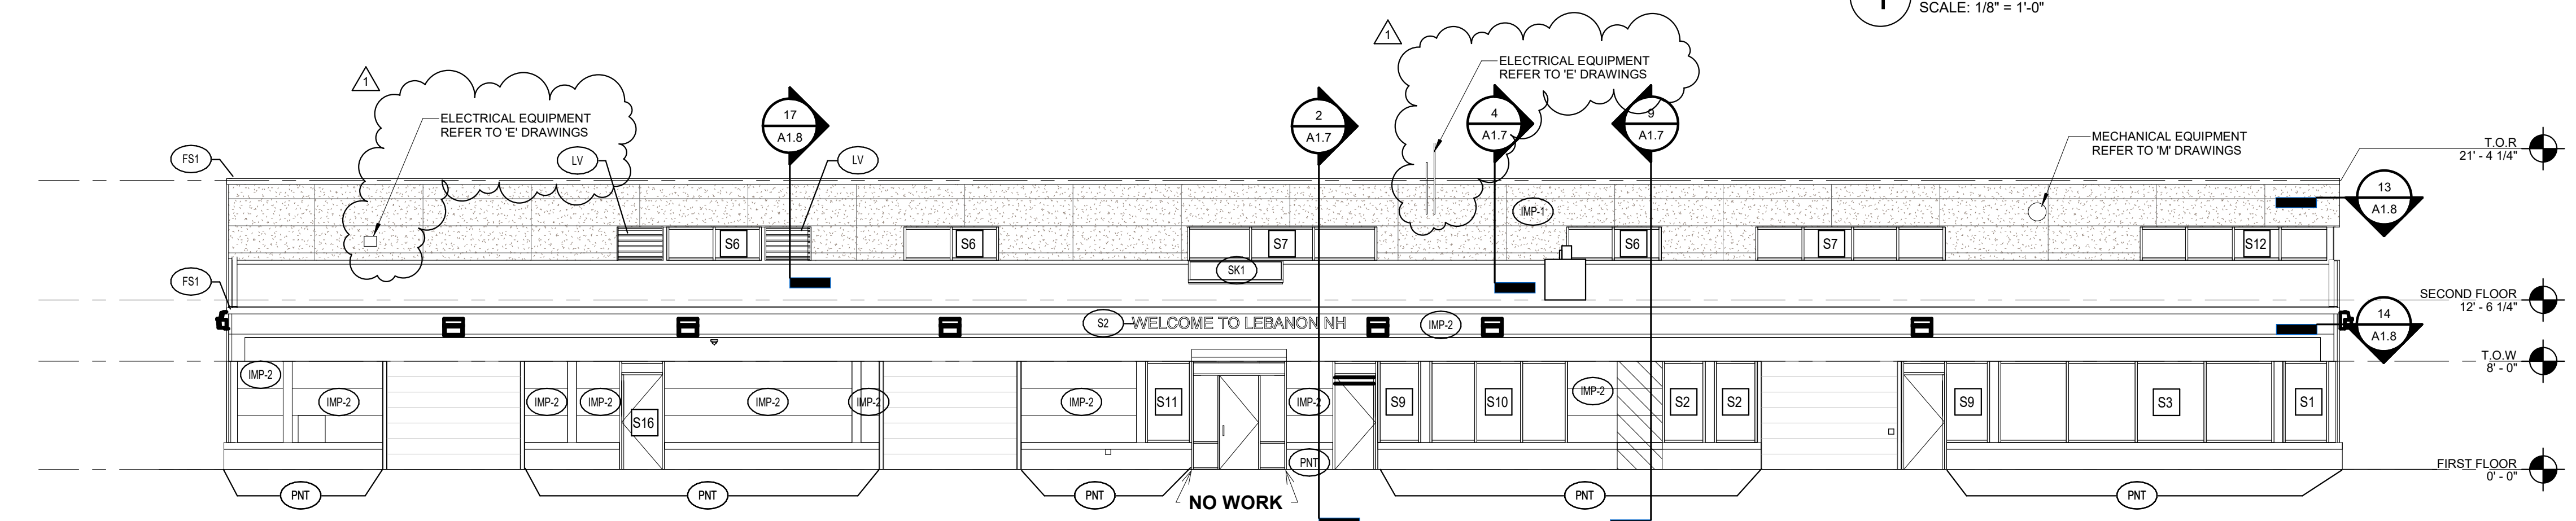 1
SCALE: 1/8" = 1'-0"
1
1
ELECTRICAL EQUIPMENT
REFER TO 'E' DRAWINGS
ELECTRICAL EQUIPMENT
REFER TO 'E' DRAWINGS
17
A1.8
2
A1.7
4
A1.7
9
A1.7
MECHANICAL EQUIPMENT
REFER TO 'M' DRAWINGS
T.O.R
21' - 4 1/4"
FS1
LV
LV
13
A1.8
IMP-1
S6
S6
S7
S6
S7
S12
SK1
FS1
SECOND FLOOR
12' - 6 1/4"
S2
WELCOME TO LEBANON NH
IMP-2
14
A1.8
T.O.W
8' - 0"
IMP-2
IMP-2
IMP-2
IMP-2
S16
IMP-2
IMP-2
IMP-2
S11
IMP-2
S9
S10
IMP-2
S2
S2
S9
S3
S1
PNT
FIRST FLOOR
0' - 0"
PNT
PNT
PNT
NO WORK
PNT
PNT